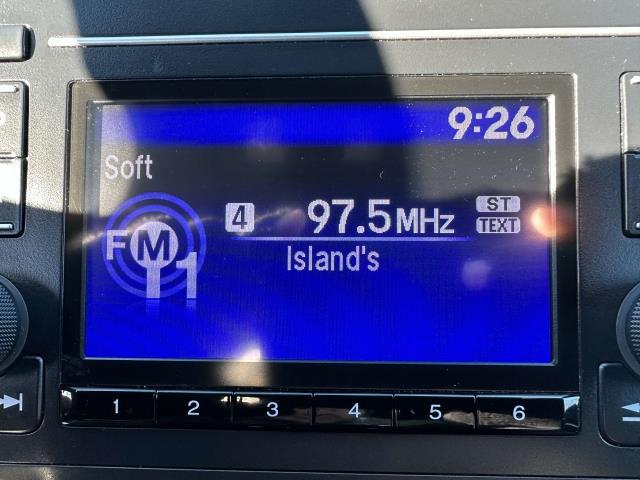 9:26
Soft
FM1
4 97.5MHz ST
TEXT
Island's
1 2 3 4 5 6